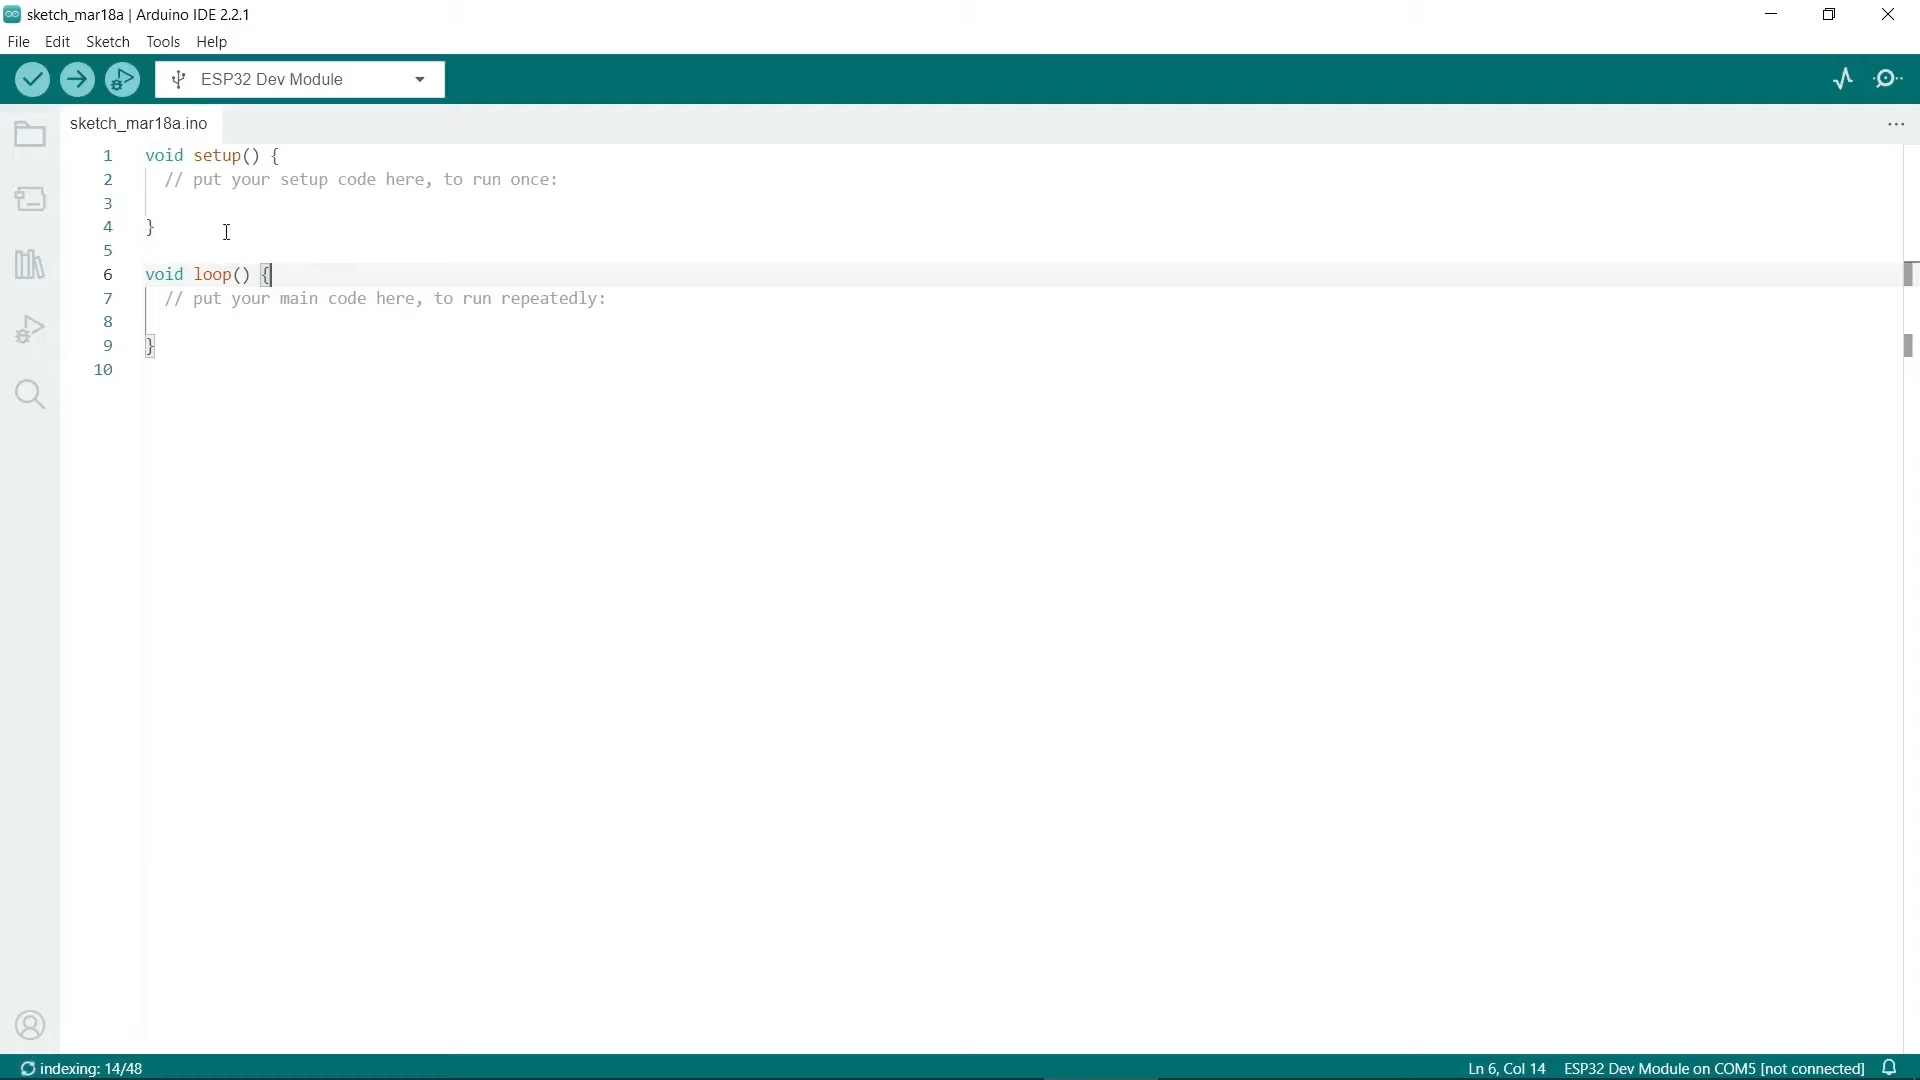 sketch_mar18a | Arduino IDE 2.2.1
File Edit Sketch Tools Help
ESP32 Dev Module
sketch_mar18a.ino
1 void setup() {
2 // put your setup code here, to run once:
3
4 }
5
6 void loop() {
7 // put your main code here, to run repeatedly:
8
9 }
10
indexing: 14/48 Ln 6, Col 14 ESP32 Dev Module on COM5 [not connected]